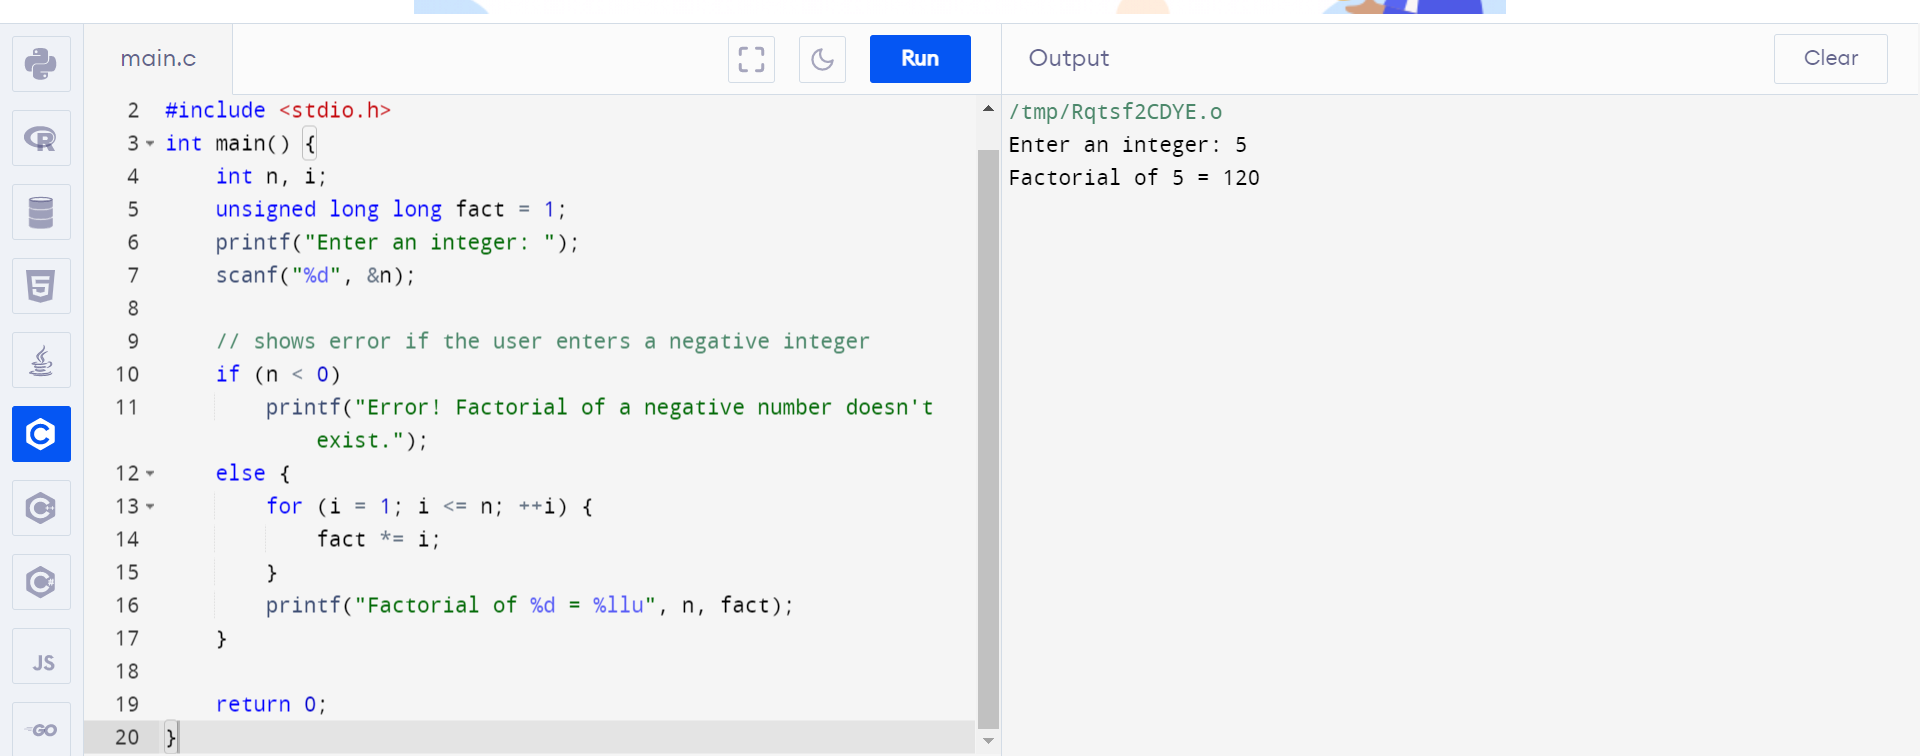 main.c
Run
Output
Clear
2 #include <stdio.h>
3 int main() {
4     int n, i;
5     unsigned long long fact = 1;
6     printf("Enter an integer: ");
7     scanf("%d", &n);
8
9     // shows error if the user enters a negative integer
10     if (n < 0)
11         printf("Error! Factorial of a negative number doesn't
            exist.");
12     else {
13         for (i = 1; i <= n; ++i) {
14             fact *= i;
15         }
16         printf("Factorial of %d = %llu", n, fact);
17     }
18
19     return 0;
20 }
/tmp/Rqtsf2CDYE.o
Enter an integer: 5
Factorial of 5 = 120
R
5
C
C
C#
JS
GO